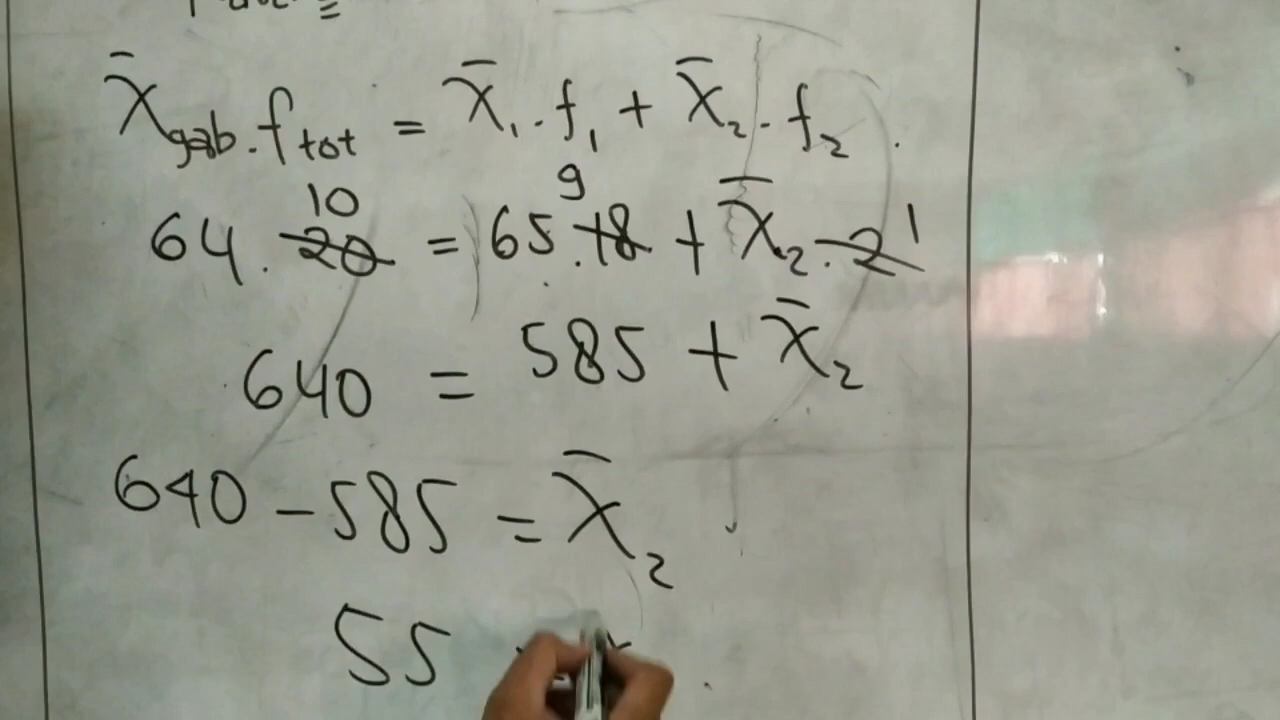 x̄gab . ftot = x̄₁ . f₁ + x̄₂ . f₂
10 9
64 . 20 = 65 . 18 + x̄₂ . 2 1
640 = 585 + x̄₂
640 - 585 = x̄₂
55